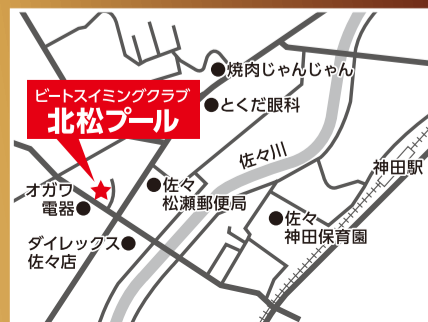 焼肉じゃんじゃん
ビートスイミングクラブ
北松プール
とくだ眼科
佐々川
神田駅
オガワ
電器
佐々
松瀬郵便局
佐々
神田保育園
ダイレックス
佐々店